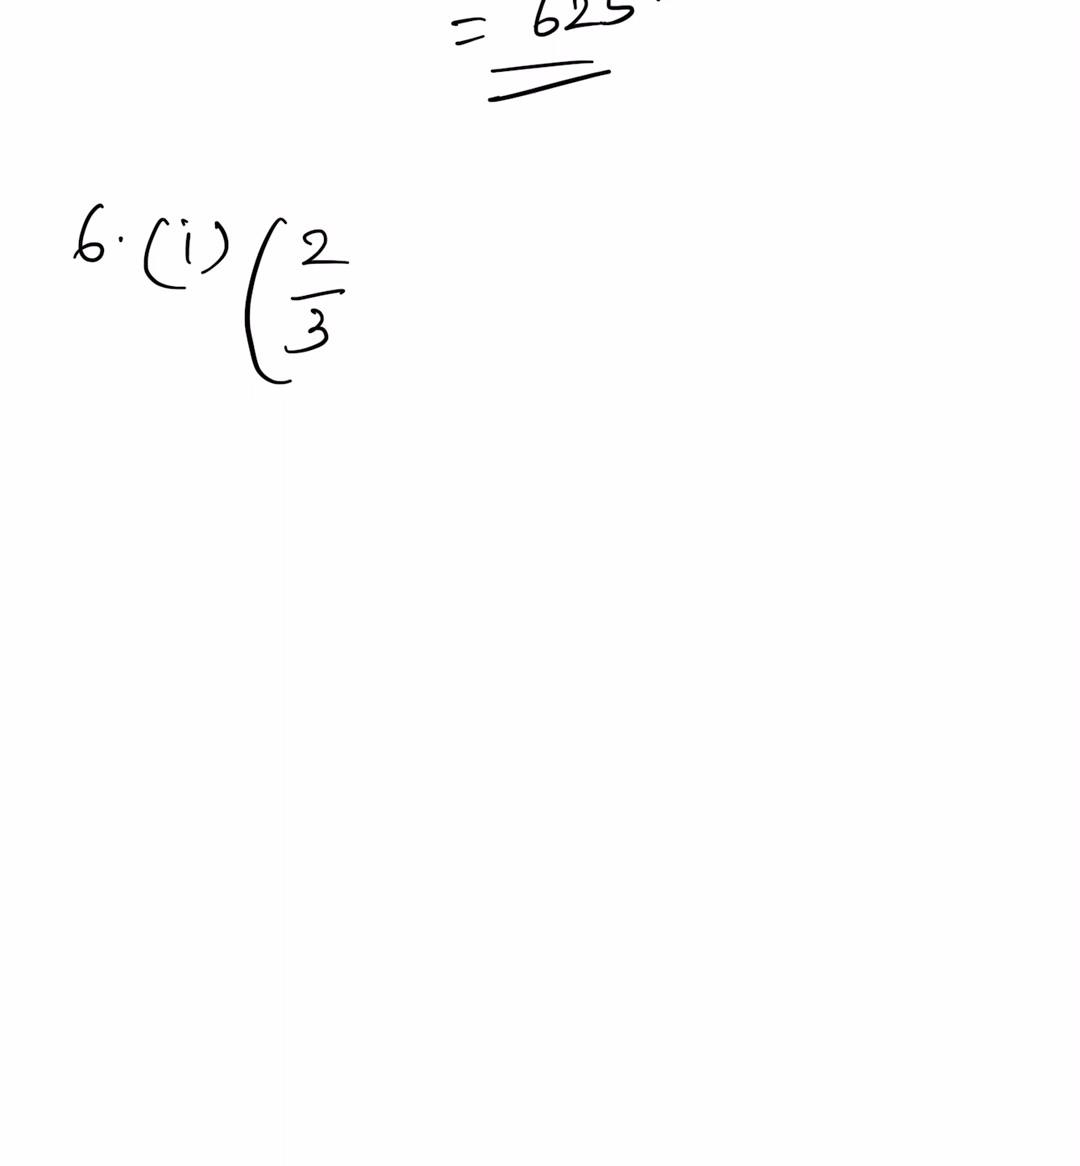 = 625
6. (i) ( 2/3